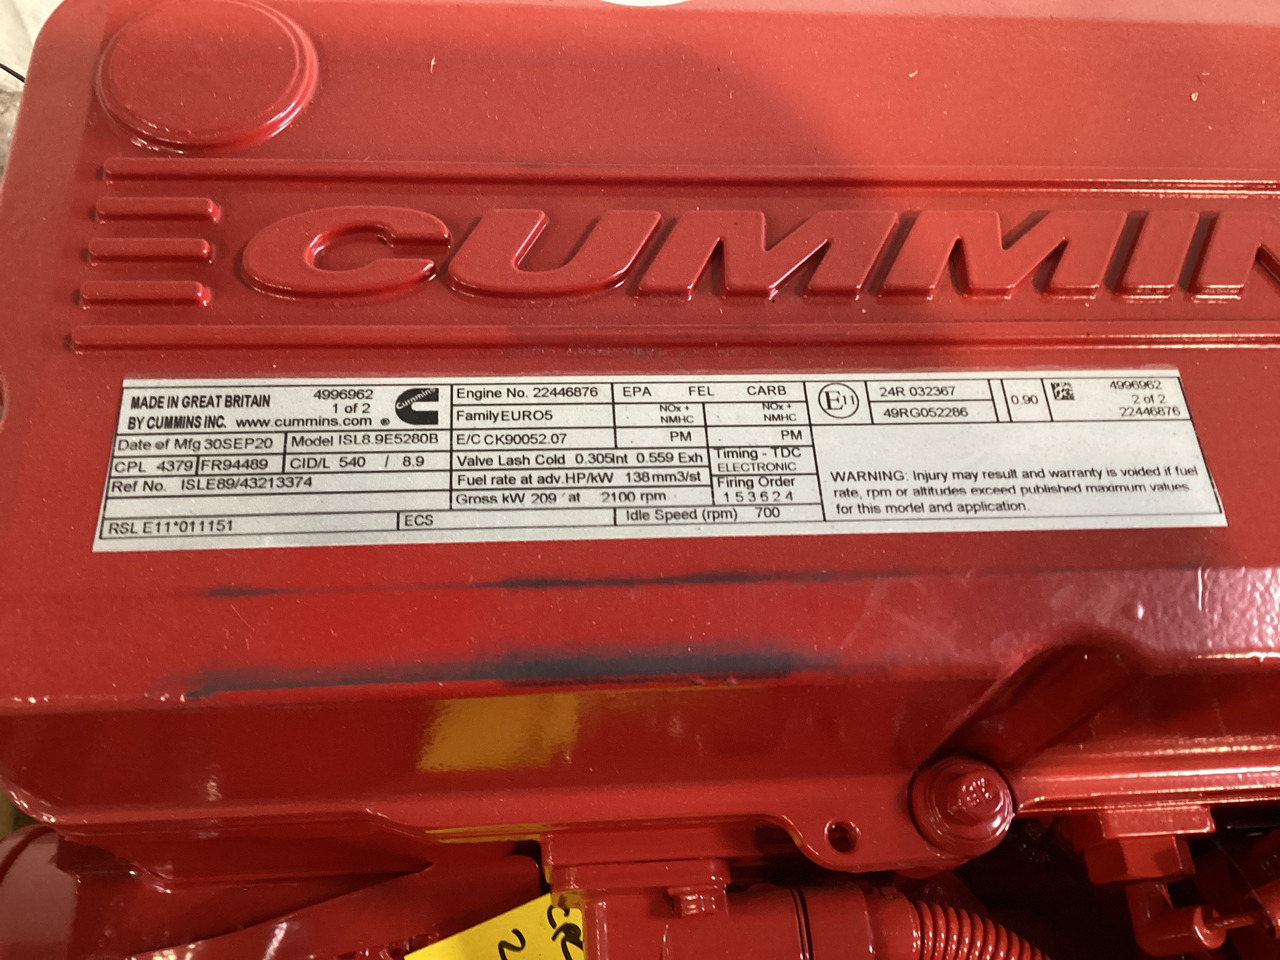 CUMMIN
MADE IN GREAT BRITAIN 4996962
1 of 2
BY CUMMINS INC. www.cummins.com ®
Cummins
Date of Mfg 30SEP20 Model ISL8.9E5280B
CPL 4379 FR94489 CID/L 540 / 8.9
Ref No. ISLE89/43213374
RSL E11*011151 ECS
Engine No. 22446876
Family EURO5
E/C CK90052.07
Valve Lash Cold 0.305Int 0.559 Exh
Fuel rate at adv.HP/kW 138mm3/st
Gross kW 209 at 2100 rpm
Idle Speed (rpm) 700
EPA FEL CARB
NOx + NMHC NOx + NMHC
PM PM
Timing - TDC
ELECTRONIC
Firing Order
1 5 3 6 2 4
E11
24R 032367
49RG052286
0.90
4996962
2 of 2
22446876
WARNING: Injury may result and warranty is voided if fuel
rate, rpm or altitudes exceed published maximum values
for this model and application.